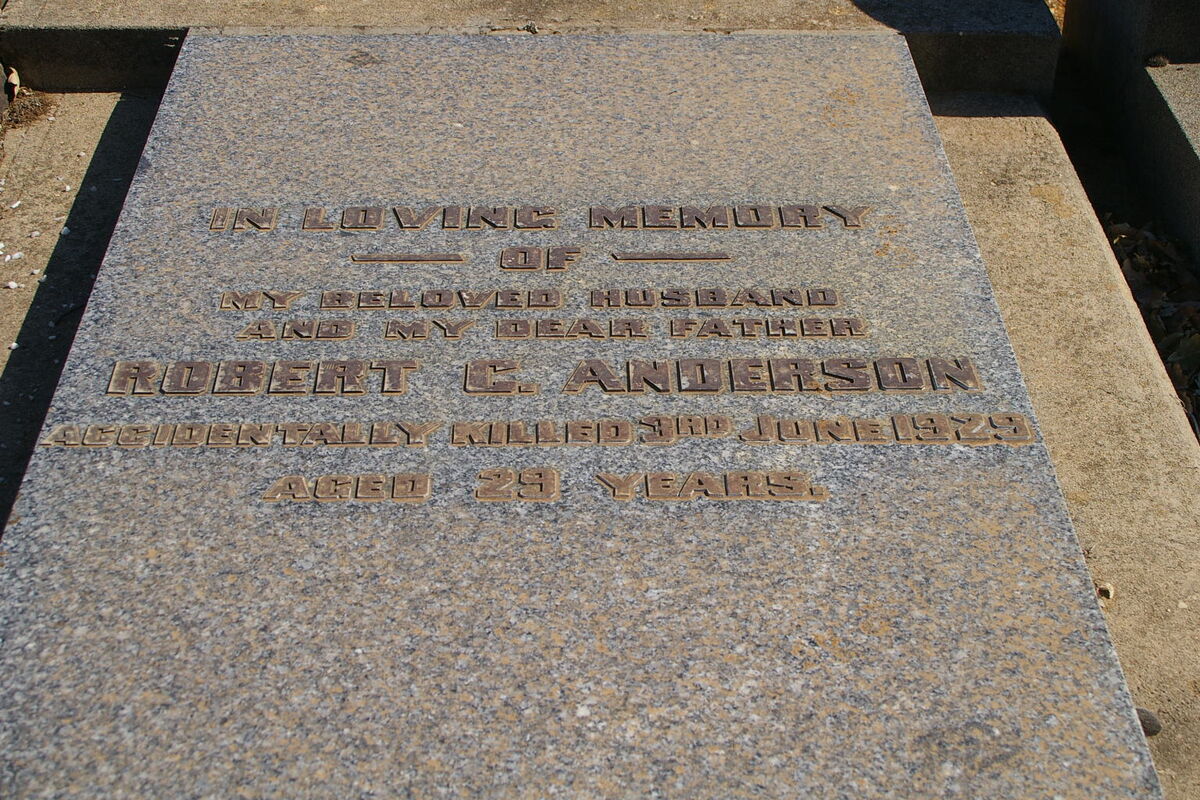 IN LOVING MEMORY
— OF —
MY BELOVED HUSBAND
AND MY DEAR FATHER
ROBERT C. ANDERSON
ACCIDENTALLY KILLED 3RD JUNE 1929
AGED 29 YEARS.